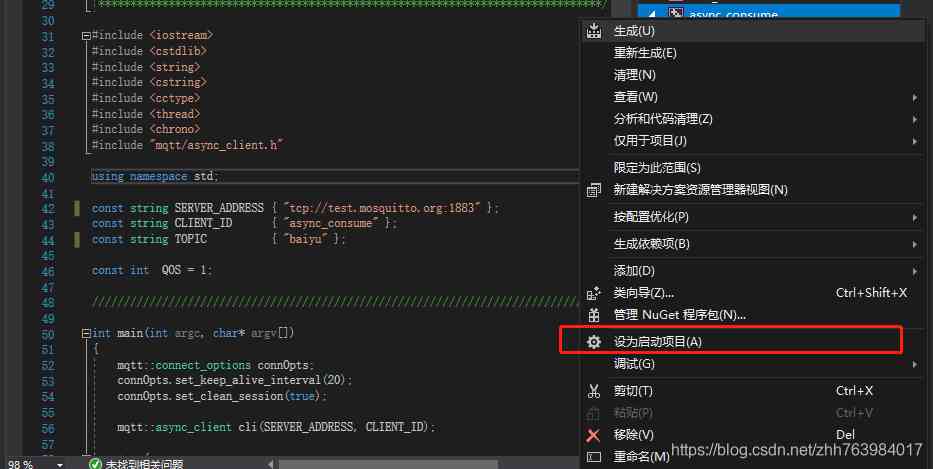 29 *******************************************************************************/
30
31 #include <iostream>
32 #include <cstdlib>
33 #include <string>
34 #include <cstring>
35 #include <cctype>
36 #include <thread>
37 #include <chrono>
38 #include "mqtt/async_client.h"
39
40 using namespace std;
41
42 const string SERVER_ADDRESS { "tcp://test.mosquitto.org:1883" };
43 const string CLIENT_ID { "async_consume" };
44 const string TOPIC { "baiyu" };
45
46 const int QOS = 1;
47
48 /////////////////////////////////////////////////////////////////////////////
49
50 int main(int argc, char* argv[])
51 {
52 mqtt::connect_options connOpts;
53 connOpts.set_keep_alive_interval(20);
54 connOpts.set_clean_session(true);
55
56 mqtt::async_client cli(SERVER_ADDRESS, CLIENT_ID);
57
98 %
未找到相关问题
async_consume
生成(U)
重新生成(E)
清理(N)
查看(W)
分析和代码清理(Z)
仅用于项目(J)
限定为此范围(S)
新建解决方案资源管理器视图(N)
按配置优化(P)
生成依赖项(B)
添加(D)
类向导(Z)... Ctrl+Shift+X
管理 NuGet 程序包(N)...
设为启动项目(A)
调试(G)
剪切(T) Ctrl+X
粘贴(P) Ctrl+V
移除(V) Del
重命名(M)
https://blog.csdn.net/zhh763984017